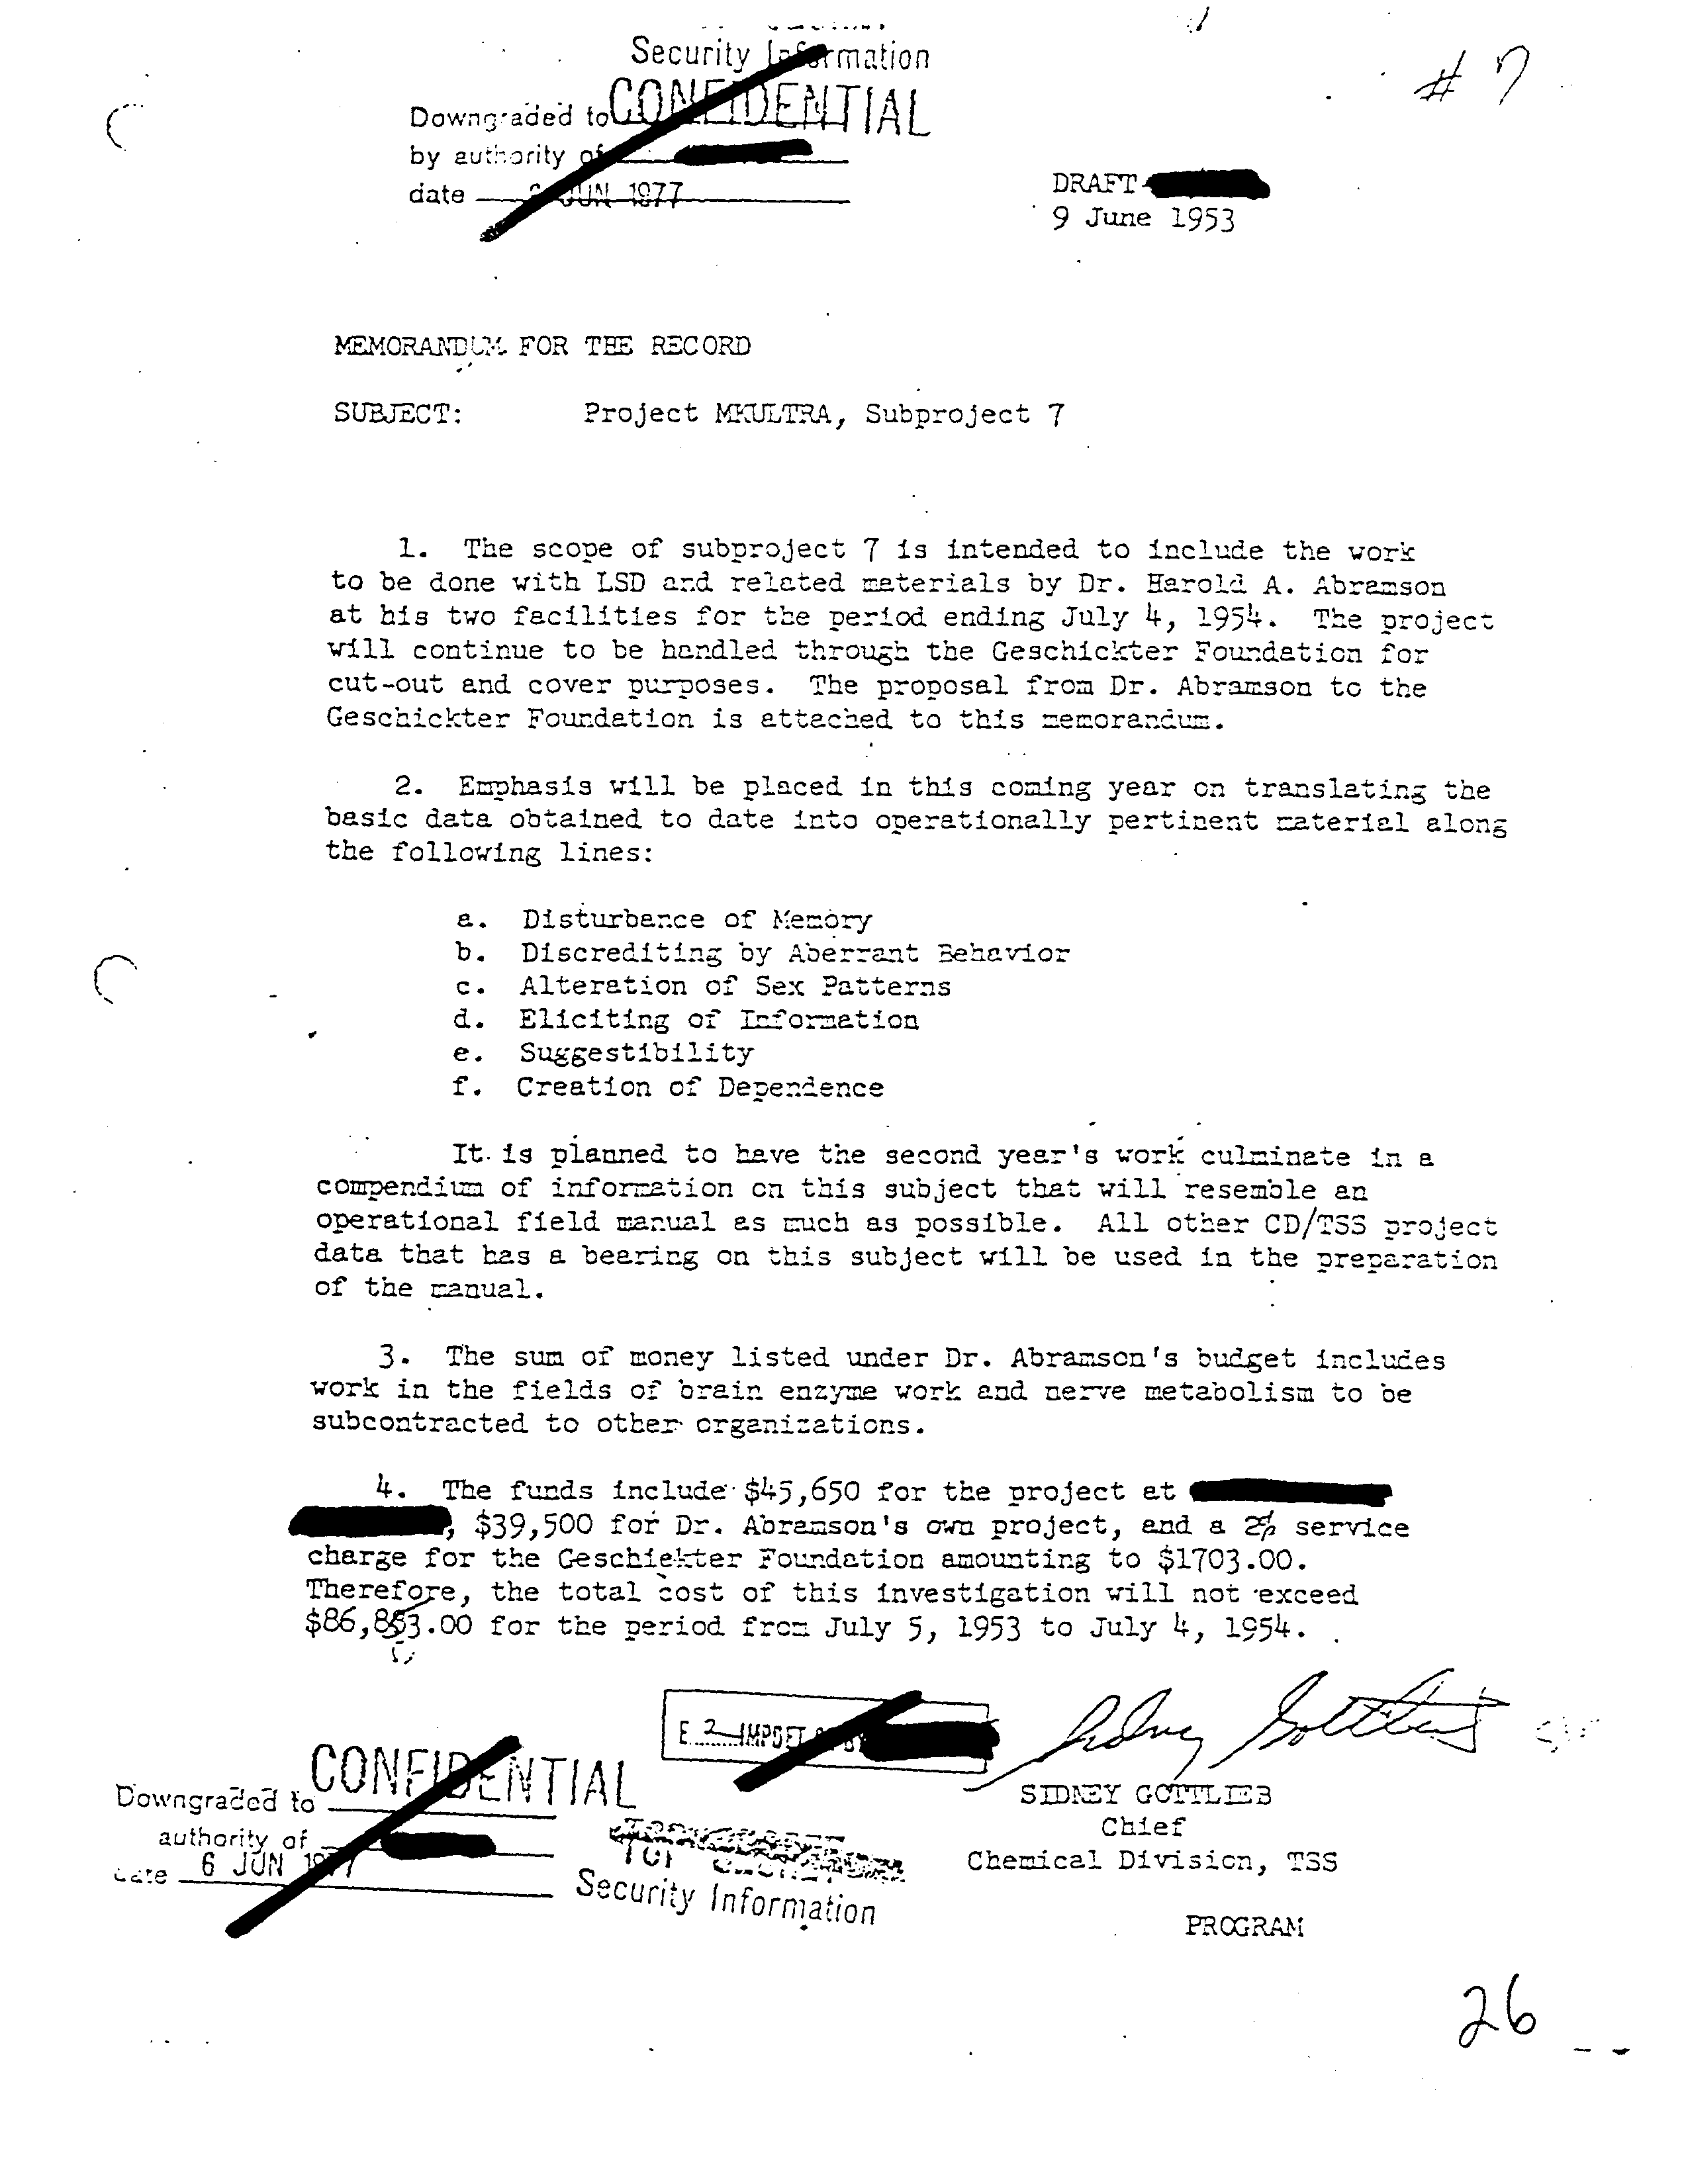 Security Information
CONFIDENTIAL
Downgraded to
by authority of
date JUN 1977
# 7
DRAFT
9 June 1953
MEMORANDUM FOR THE RECORD
SUBJECT: Project MKULTRA, Subproject 7
1. The scope of subproject 7 is intended to include the work
to be done with LSD and related materials by Dr. Harold A. Abramson
at his two facilities for the period ending July 4, 1954. The project
will continue to be handled through the Geschickter Foundation for
cut-out and cover purposes. The proposal from Dr. Abramson to the
Geschickter Foundation is attached to this memorandum.
2. Emphasis will be placed in this coming year on translating the
basic data obtained to date into operationally pertinent material along
the following lines:
a. Disturbance of Memory
b. Discrediting by Aberrant Behavior
c. Alteration of Sex Patterns
d. Eliciting of Information
e. Suggestibility
f. Creation of Dependence
It is planned to have the second year's work culminate in a
compendium of information on this subject that will resemble an
operational field manual as much as possible. All other CD/TSS project
data that has a bearing on this subject will be used in the preparation
of the manual.
3. The sum of money listed under Dr. Abramson's budget includes
work in the fields of brain enzyme work and nerve metabolism to be
subcontracted to other organizations.
4. The funds include $45,650 for the project at
, $39,500 for Dr. Abramson's own project, and a 2% service
charge for the Geschickter Foundation amounting to $1703.00.
Therefore, the total cost of this investigation will not exceed
$86,853.00 for the period from July 5, 1953 to July 4, 1954.
E 2 IMPDET BY
Sidney Gottlieb
CONFIDENTIAL
Downgraded to
authority of
date 6 JUN 1977
Security Information
SIDNEY GOTTLIEB
Chief
Chemical Division, TSS
PROGRAM
26